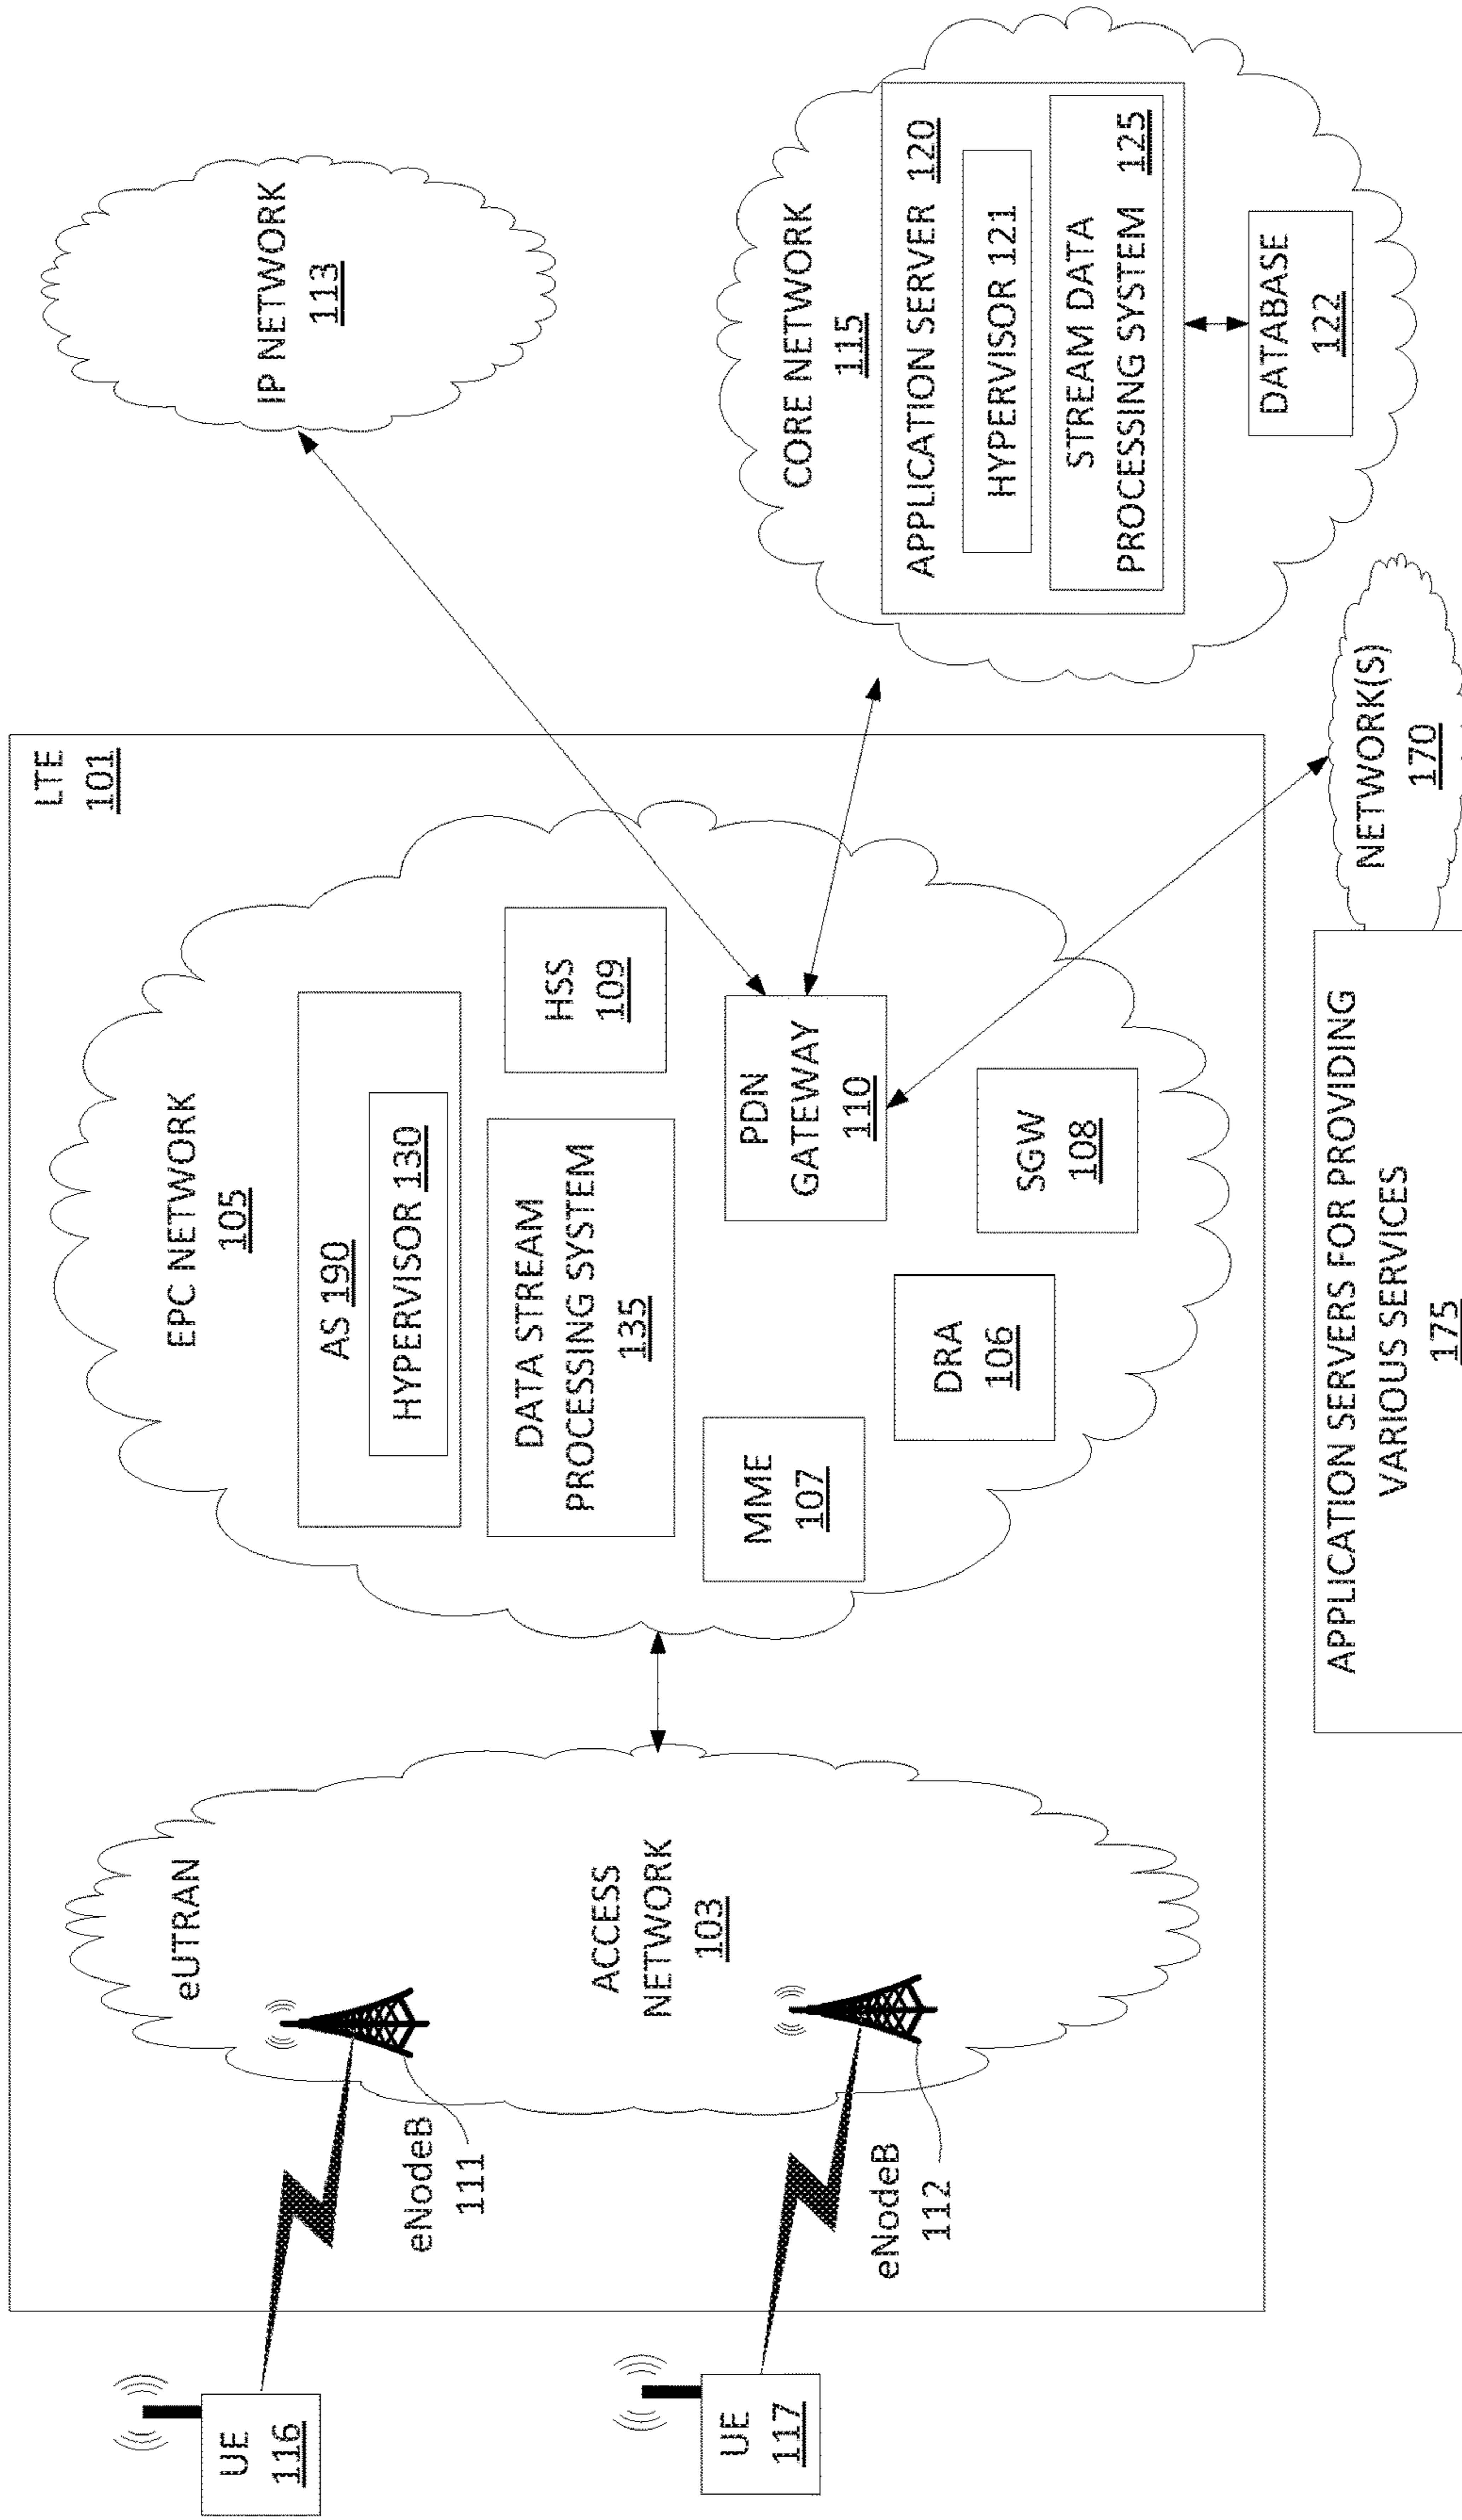 LTE
101
UE
116
UE
117
eNodeB
111
eNodeB
112
eUTRAN
ACCESS
NETWORK
103
EPC NETWORK
105
AS 190
HYPERVISOR 130
DATA STREAM
PROCESSING SYSTEM
135
MME
107
DRA
106
SGW
108
HSS
109
PDN
GATEWAY
110
IP NETWORK
113
CORE NETWORK
115
APPLICATION SERVER 120
HYPERVISOR 121
STREAM DATA
PROCESSING SYSTEM 125
DATABASE
122
NETWORK(S)
170
APPLICATION SERVERS FOR PROVIDING
VARIOUS SERVICES
175